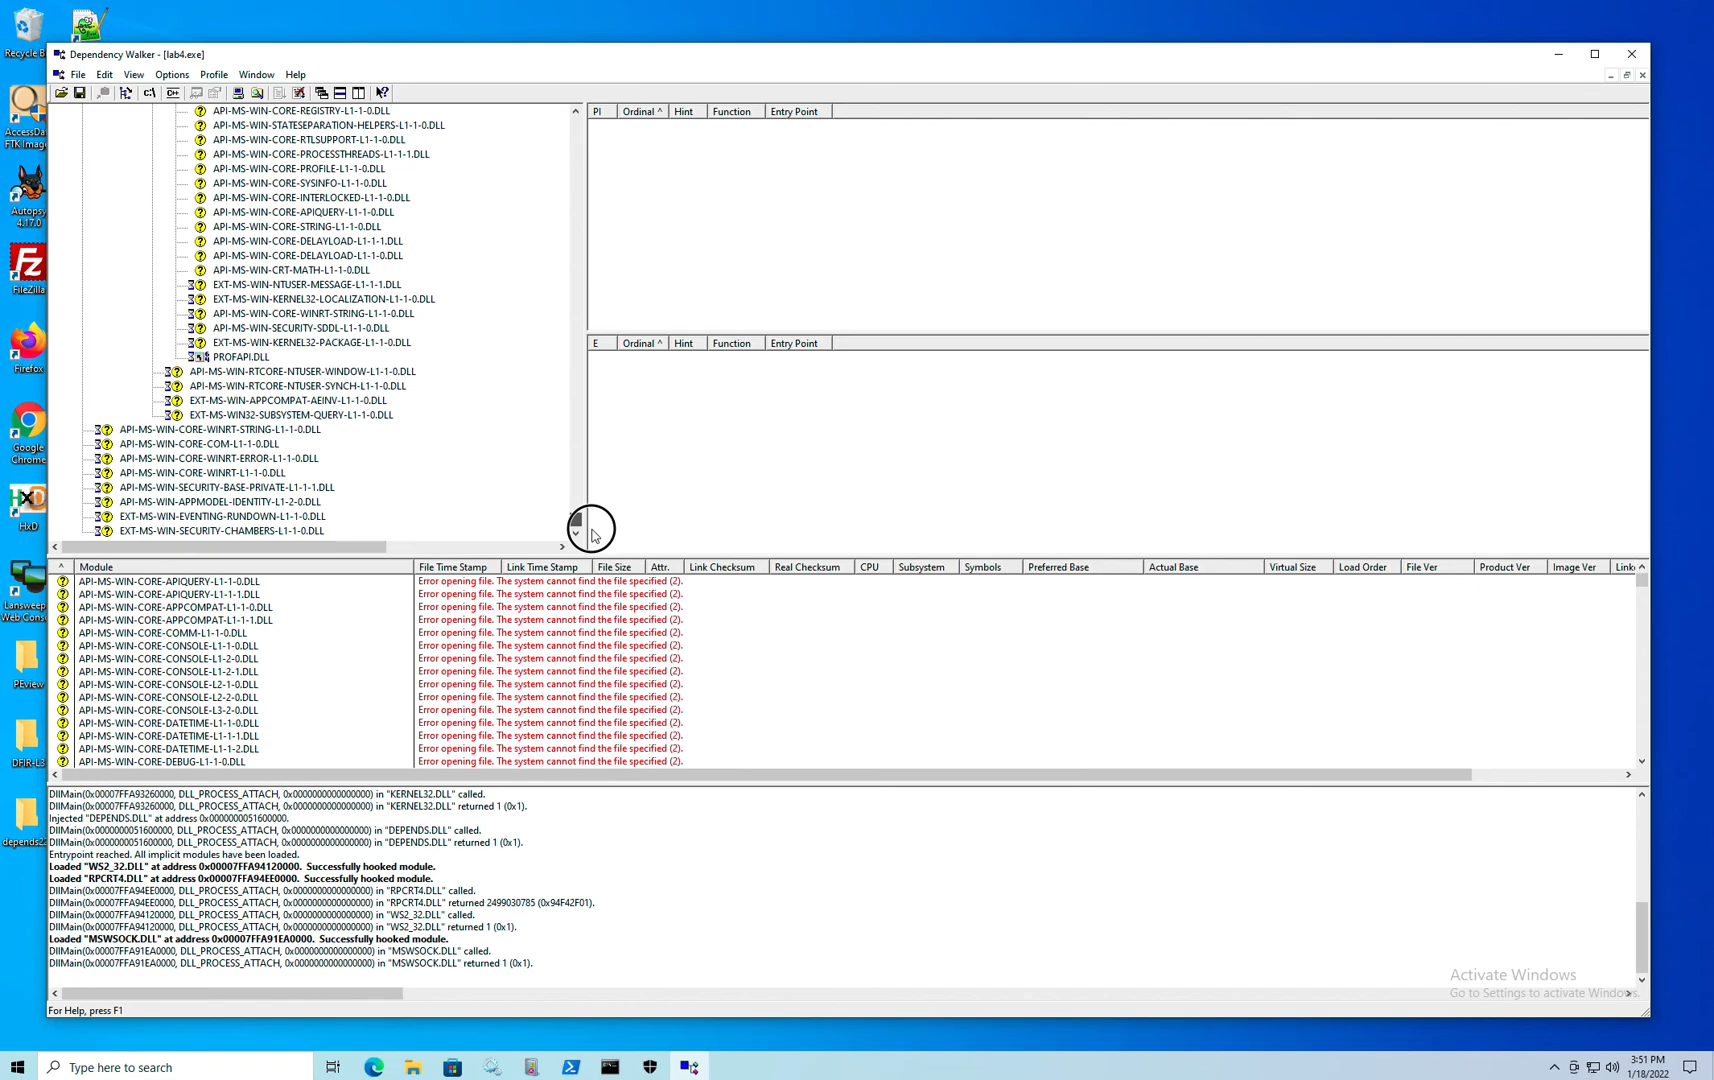 Recycle B
Dependency Walker - [lab4.exe]
File Edit View Options Profile Window Help
AccessDa
FTK Image
Autopsy
4.17.0
FileZilla
Firefox
Google
Chrome
HxD
Lansweep
Web Conso
PEview
DFIR-L3
depends22
API-MS-WIN-CORE-REGISTRY-L1-1-0.DLL
API-MS-WIN-STATESEPARATION-HELPERS-L1-1-0.DLL
API-MS-WIN-CORE-RTLSUPPORT-L1-1-0.DLL
API-MS-WIN-CORE-PROCESSTHREADS-L1-1-1.DLL
API-MS-WIN-CORE-PROFILE-L1-1-0.DLL
API-MS-WIN-CORE-SYSINFO-L1-1-0.DLL
API-MS-WIN-CORE-INTERLOCKED-L1-1-0.DLL
API-MS-WIN-CORE-APIQUERY-L1-1-0.DLL
API-MS-WIN-CORE-STRING-L1-1-0.DLL
API-MS-WIN-CORE-DELAYLOAD-L1-1-1.DLL
API-MS-WIN-CORE-DELAYLOAD-L1-1-0.DLL
API-MS-WIN-CRT-MATH-L1-1-0.DLL
EXT-MS-WIN-NTUSER-MESSAGE-L1-1-1.DLL
EXT-MS-WIN-KERNEL32-LOCALIZATION-L1-1-0.DLL
API-MS-WIN-CORE-WINRT-STRING-L1-1-0.DLL
API-MS-WIN-SECURITY-SDDL-L1-1-0.DLL
EXT-MS-WIN-KERNEL32-PACKAGE-L1-1-0.DLL
PROFAPI.DLL
API-MS-WIN-RTCORE-NTUSER-WINDOW-L1-1-0.DLL
API-MS-WIN-RTCORE-NTUSER-SYNCH-L1-1-0.DLL
EXT-MS-WIN-APPCOMPAT-AEINV-L1-1-0.DLL
EXT-MS-WIN32-SUBSYSTEM-QUERY-L1-1-0.DLL
API-MS-WIN-CORE-WINRT-STRING-L1-1-0.DLL
API-MS-WIN-CORE-COM-L1-1-0.DLL
API-MS-WIN-CORE-WINRT-ERROR-L1-1-0.DLL
API-MS-WIN-CORE-WINRT-L1-1-0.DLL
API-MS-WIN-SECURITY-BASE-PRIVATE-L1-1-1.DLL
API-MS-WIN-APPMODEL-IDENTITY-L1-2-0.DLL
EXT-MS-WIN-EVENTING-RUNDOWN-L1-1-0.DLL
EXT-MS-WIN-SECURITY-CHAMBERS-L1-1-0.DLL
PI Ordinal ^ Hint Function Entry Point
E Ordinal ^ Hint Function Entry Point
^ Module File Time Stamp Link Time Stamp File Size Attr. Link Checksum Real Checksum CPU Subsystem Symbols Preferred Base Actual Base Virtual Size Load Order File Ver Product Ver Image Ver Link
API-MS-WIN-CORE-APIQUERY-L1-1-0.DLL Error opening file. The system cannot find the file specified (2).
API-MS-WIN-CORE-APIQUERY-L1-1-1.DLL Error opening file. The system cannot find the file specified (2).
API-MS-WIN-CORE-APPCOMPAT-L1-1-0.DLL Error opening file. The system cannot find the file specified (2).
API-MS-WIN-CORE-APPCOMPAT-L1-1-1.DLL Error opening file. The system cannot find the file specified (2).
API-MS-WIN-CORE-COMM-L1-1-0.DLL Error opening file. The system cannot find the file specified (2).
API-MS-WIN-CORE-CONSOLE-L1-1-0.DLL Error opening file. The system cannot find the file specified (2).
API-MS-WIN-CORE-CONSOLE-L1-2-0.DLL Error opening file. The system cannot find the file specified (2).
API-MS-WIN-CORE-CONSOLE-L1-2-1.DLL Error opening file. The system cannot find the file specified (2).
API-MS-WIN-CORE-CONSOLE-L2-1-0.DLL Error opening file. The system cannot find the file specified (2).
API-MS-WIN-CORE-CONSOLE-L2-2-0.DLL Error opening file. The system cannot find the file specified (2).
API-MS-WIN-CORE-CONSOLE-L3-2-0.DLL Error opening file. The system cannot find the file specified (2).
API-MS-WIN-CORE-DATETIME-L1-1-0.DLL Error opening file. The system cannot find the file specified (2).
API-MS-WIN-CORE-DATETIME-L1-1-1.DLL Error opening file. The system cannot find the file specified (2).
API-MS-WIN-CORE-DATETIME-L1-1-2.DLL Error opening file. The system cannot find the file specified (2).
API-MS-WIN-CORE-DEBUG-L1-1-0.DLL Error opening file. The system cannot find the file specified (2).
DllMain(0x00007FFA93260000, DLL_PROCESS_ATTACH, 0x0000000000000000) in "KERNEL32.DLL" called.
DllMain(0x00007FFA93260000, DLL_PROCESS_ATTACH, 0x0000000000000000) in "KERNEL32.DLL" returned 1 (0x1).
Injected "DEPENDS.DLL" at address 0x0000000051600000.
DllMain(0x0000000051600000, DLL_PROCESS_ATTACH, 0x0000000000000000) in "DEPENDS.DLL" called.
DllMain(0x0000000051600000, DLL_PROCESS_ATTACH, 0x0000000000000000) in "DEPENDS.DLL" returned 1 (0x1).
Entrypoint reached. All implicit modules have been loaded.
Loaded "WS2_32.DLL" at address 0x00007FFA94120000. Successfully hooked module.
Loaded "RPCRT4.DLL" at address 0x00007FFA94EE0000. Successfully hooked module.
DllMain(0x00007FFA94EE0000, DLL_PROCESS_ATTACH, 0x0000000000000000) in "RPCRT4.DLL" called.
DllMain(0x00007FFA94EE0000, DLL_PROCESS_ATTACH, 0x0000000000000000) in "RPCRT4.DLL" returned 2499030785 (0x94F42F01).
DllMain(0x00007FFA94120000, DLL_PROCESS_ATTACH, 0x0000000000000000) in "WS2_32.DLL" called.
DllMain(0x00007FFA94120000, DLL_PROCESS_ATTACH, 0x0000000000000000) in "WS2_32.DLL" returned 1 (0x1).
Loaded "MSWSOCK.DLL" at address 0x00007FFA91EA0000. Successfully hooked module.
DllMain(0x00007FFA91EA0000, DLL_PROCESS_ATTACH, 0x0000000000000000) in "MSWSOCK.DLL" called.
DllMain(0x00007FFA91EA0000, DLL_PROCESS_ATTACH, 0x0000000000000000) in "MSWSOCK.DLL" returned 1 (0x1).
Activate Windows
Go to Settings to activate Windows.
For Help, press F1
Type here to search
3:51 PM
1/18/2022